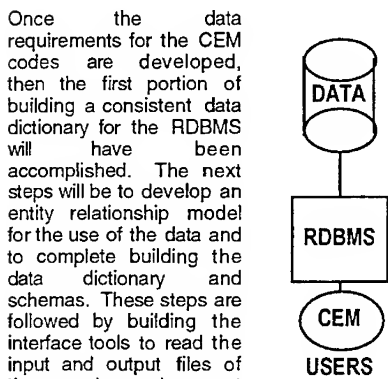 Once the data
requirements for the CEM
codes are developed,
then the first portion of
building a consistent data
dictionary for the RDBMS
will have been
accomplished. The next
steps will be to develop an
entity relationship model
for the use of the data and
to complete building the
data dictionary and
schemas. These steps are
followed by building the
interface tools to read the
input and output files of
DATA
RDBMS
CEM
USERS